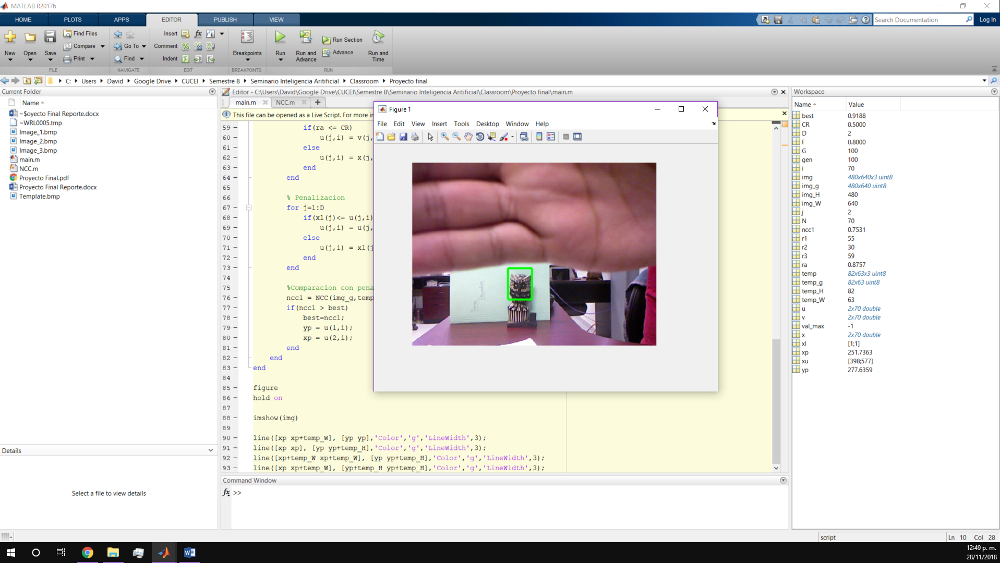 MATLAB R2017b
HOME PLOTS APPS EDITOR PUBLISH VIEW
Search Documentation Log In
New Open Save Find Files Compare Print
Go To Find
Insert fx Comment Indent
Breakpoints
Run Run and Advance Run Section Advance Run and Time
FILE NAVIGATE EDIT BREAKPOINTS RUN
C: Users David Google Drive CUCEI Semestre 8 Seminario Inteligencia Aritificial Classroom Proyecto final
Current Folder
Name
~$oyecto Final Reporte.docx
~WRL0005.tmp
Image_1.bmp
Image_2.bmp
Image_3.bmp
main.m
NCC.m
Proyecto Final.pdf
Proyecto Final Reporte.docx
Template.bmp
Details
Select a file to view details
Editor - C:\Users\David\Google Drive\CUCEI\Semestre 8\Seminario Inteligencia Aritificial\Classroom\Proyecto final\main.m
main.m NCC.m
This file can be opened as a Live Script. For more in
59 if(ra <= CR)
60 u(j,i) = v(j,
61 else
62 u(j,i) = x(j,
63 end
64 end
65
66 % Penalizacion
67 for j=1:D
68 if(xl(j)<= u(j,i)
69 u(j,i) = u(j,
70 else
71 u(j,i) = xl(j
72 end
73 end
74
75 %Comparacion con pena
76 ncc1 = NCC(img_g,temp
77 if(ncc1 > best)
78 best=ncc1;
79 yp = u(1,i);
80 xp = u(2,i);
81 end
82 end
83 end
84
85 figure
86 hold on
87
88 imshow(img)
89
90 line([xp xp+temp_W], [yp yp],'Color','g','LineWidth',3);
91 line([xp xp], [yp yp+temp_H],'Color','g','LineWidth',3);
92 line([xp+temp_W xp+temp_W], [yp yp+temp_H],'Color','g','LineWidth',3);
93 line([xp xp+temp_W], [yp+temp_H yp+temp_H],'Color','g','LineWidth',3);
Figure 1
File Edit View Insert Tools Desktop Window Help
Command Window
fx >>
Workspace
Name Value
best 0.9188
CR 0.5000
D 2
F 0.8000
G 100
gen 100
i 70
img 480x640x3 uint8
img_g 480x640 uint8
img_H 480
img_W 640
j 2
N 70
ncc1 0.7531
r1 55
r2 30
r3 59
ra 0.8757
temp 82x63x3 uint8
temp_g 82x63 uint8
temp_H 82
temp_W 63
u 2x70 double
v 2x70 double
val_max -1
x 2x70 double
xl [1;1]
xp 251.7363
xu [398;577]
yp 277.6359
script Ln 10 Col 28
12:49 p. m.
28/11/2018